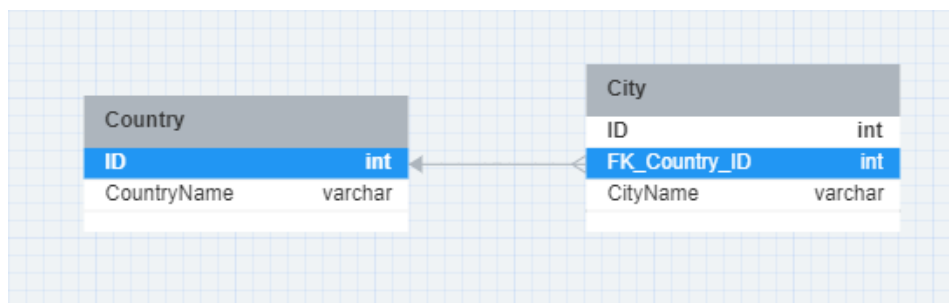 Country
ID int
CountryName varchar
City
ID int
FK_Country_ID int
CityName varchar